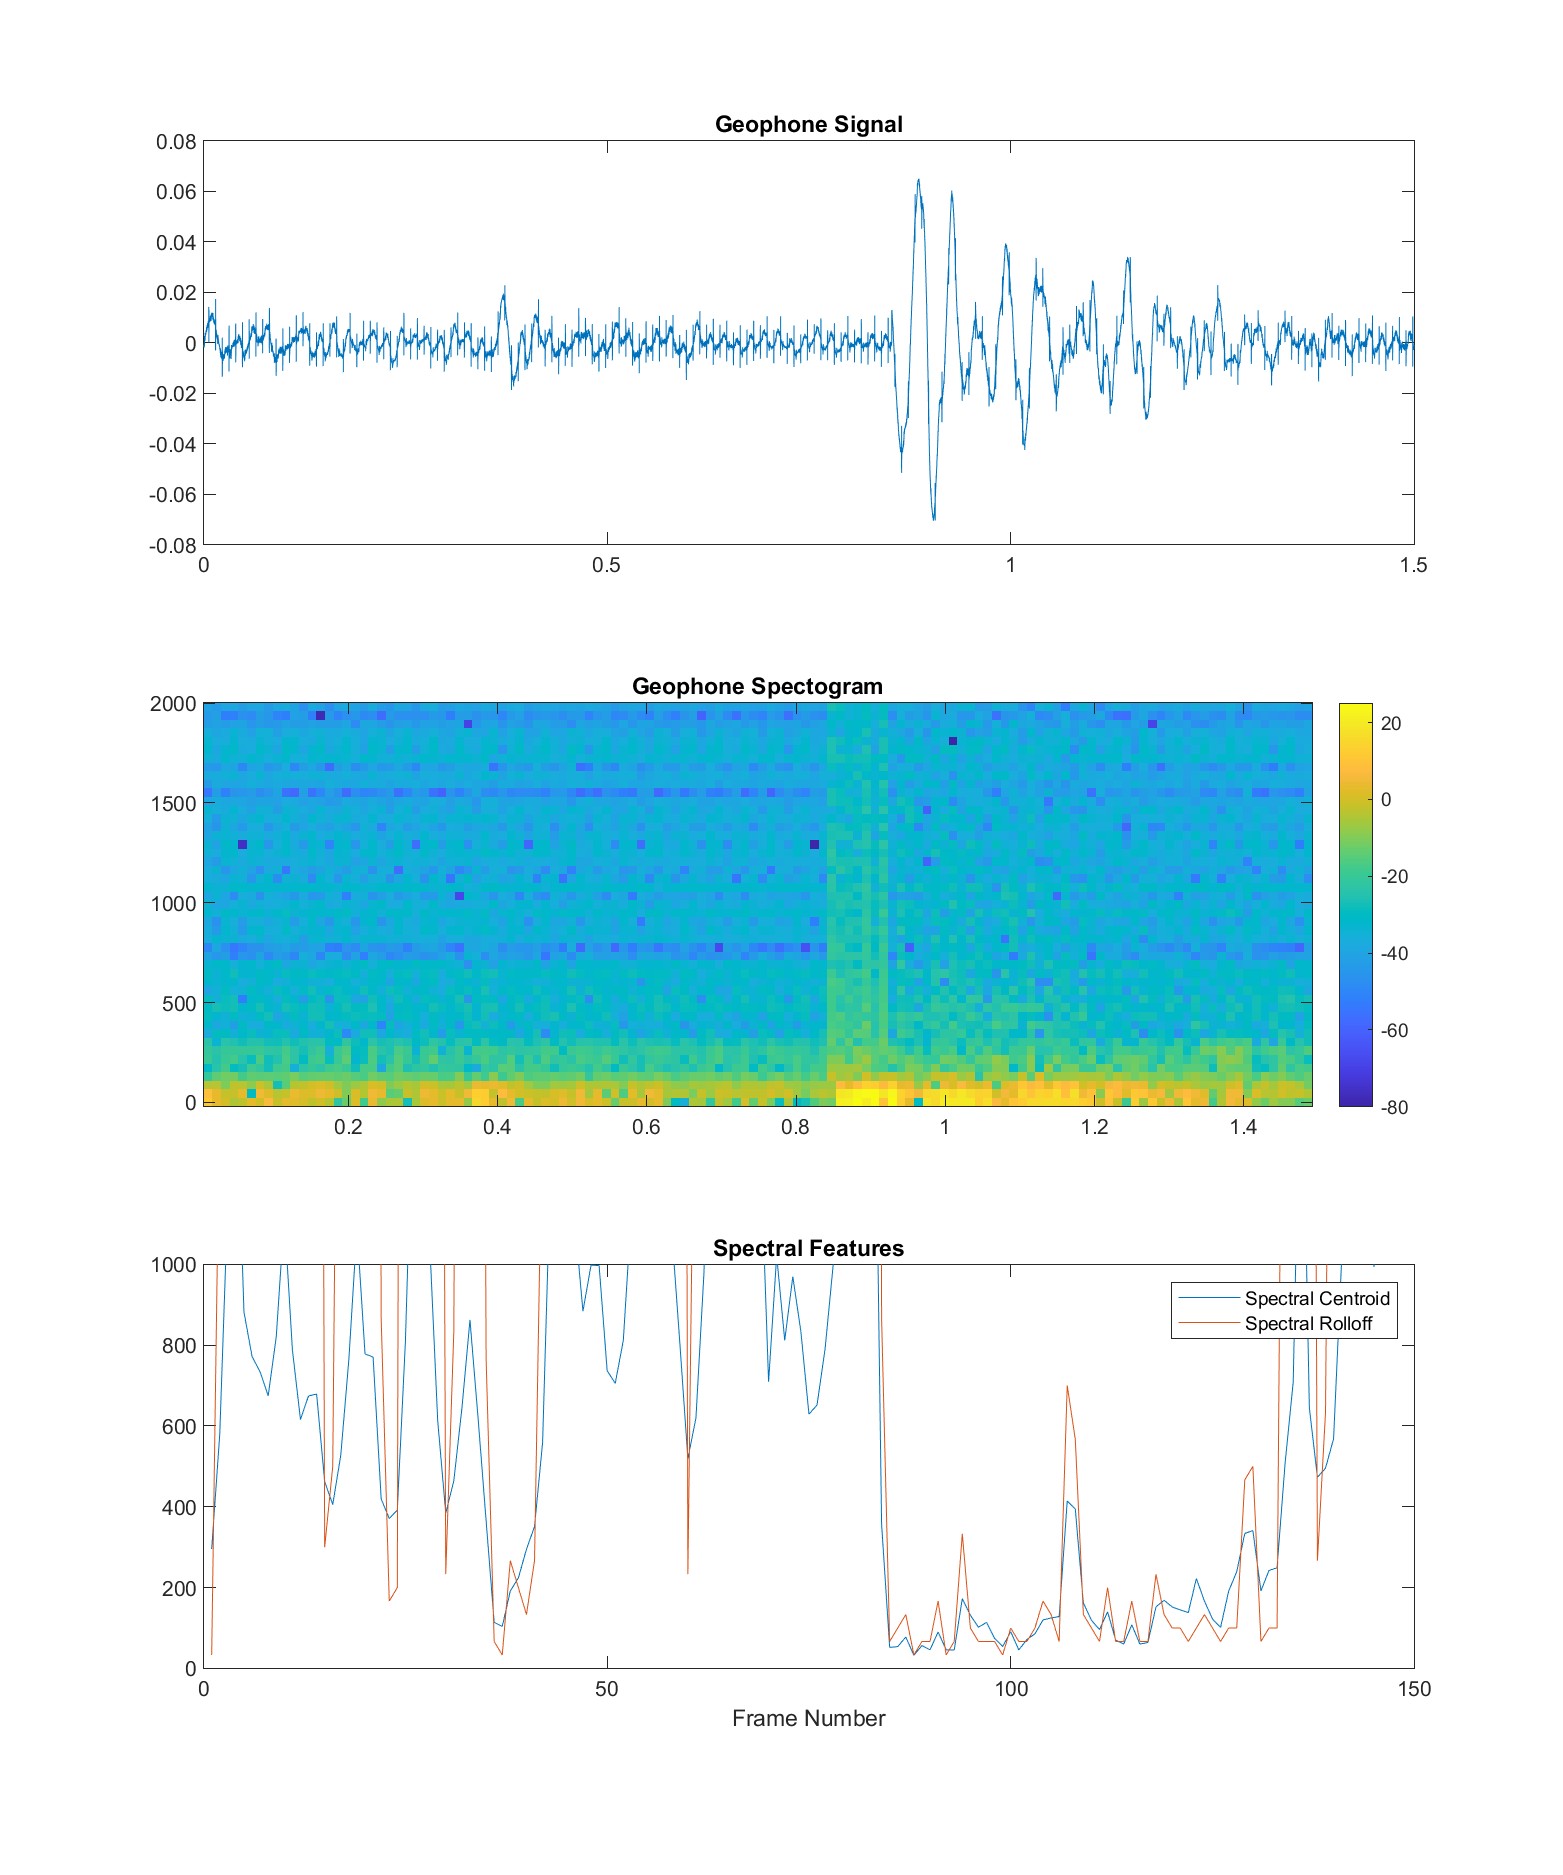 Geophone Signal
0.08
0.06
0.04
0.02
0
-0.02
-0.04
-0.06
-0.08
0 0.5 1 1.5
Geophone Spectogram
2000
1500
1000
500
0
20
0
-20
-40
-60
-80
0.2 0.4 0.6 0.8 1 1.2 1.4
Spectral Features
1000
800
600
400
200
0
Spectral Centroid
Spectral Rolloff
0 50 100 150
Frame Number